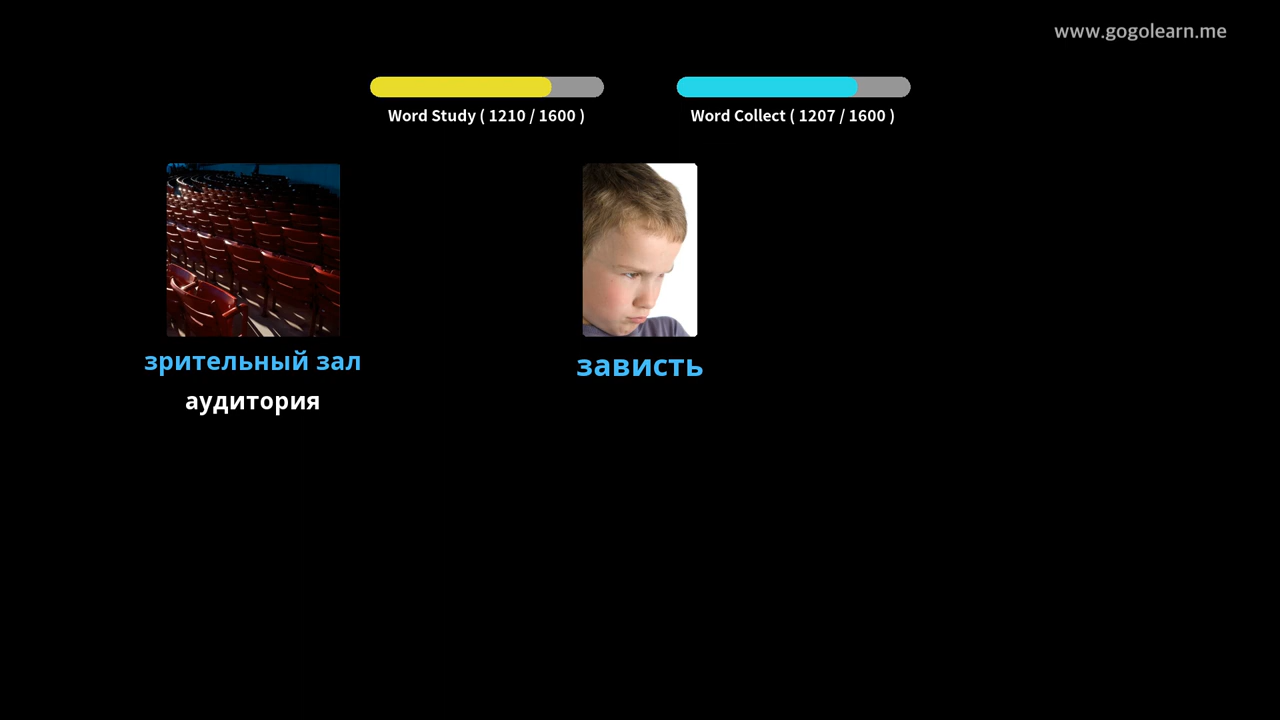 www.gogolearn.me
Word Study ( 1210 / 1600 )
Word Collect ( 1207 / 1600 )
зрительный зал
аудитория
зависть